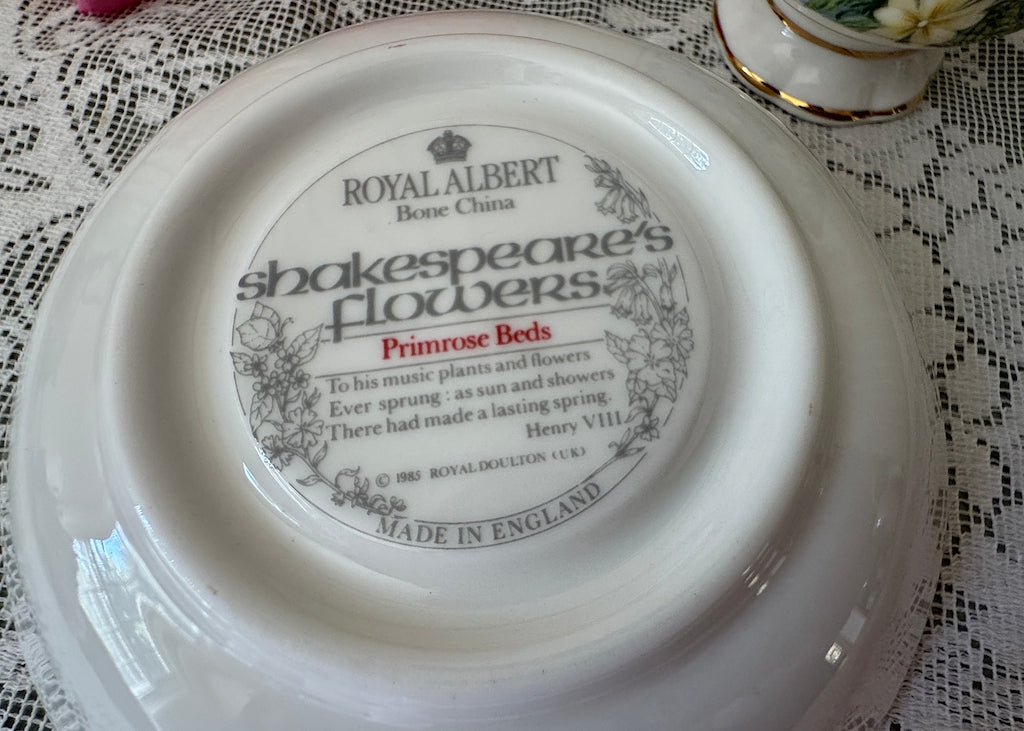 ROYAL ALBERT
Bone China
shakespeare's
flowers
Primrose Beds
To his music plants and flowers
Ever sprung : as sun and showers
There had made a lasting spring.
Henry VIII
© 1985 ROYAL DOULTON (UK)
MADE IN ENGLAND